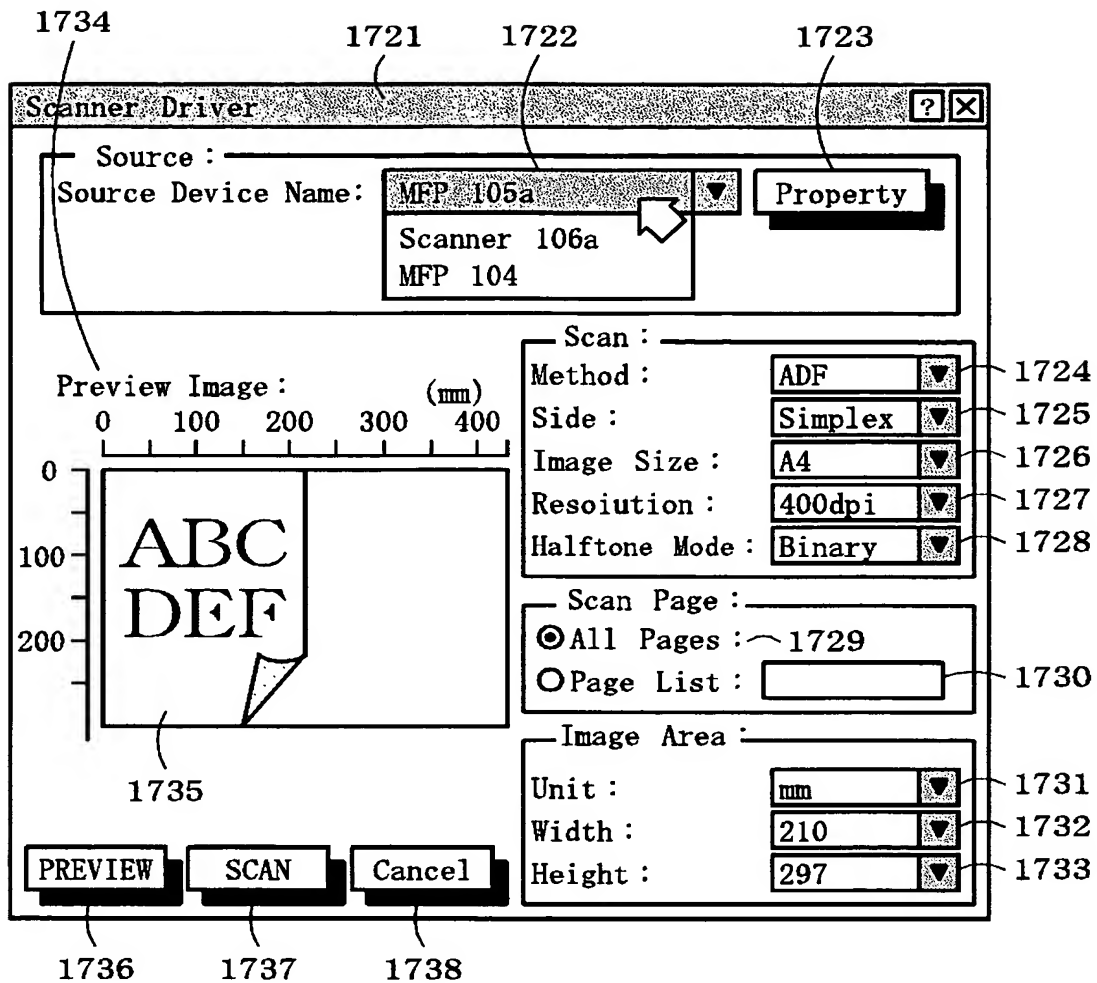 1734 1721 1722 1723
Scanner Driver ? X
Source :
Source Device Name: MFP 105a Property
Scanner 106a
MFP 104
Preview Image : (mm)
0 100 200 300 400
0
100
200
ABC
DEF
1735
Scan :
Method : ADF 1724
Side : Simplex 1725
Image Size : A4 1726
Resoiution : 400dpi 1727
Halftone Mode : Binary 1728
Scan Page :
All Pages : 1729
Page List : 1730
Image Area :
Unit : mm 1731
Width : 210 1732
Height : 297 1733
PREVIEW SCAN Cancel
1736 1737 1738